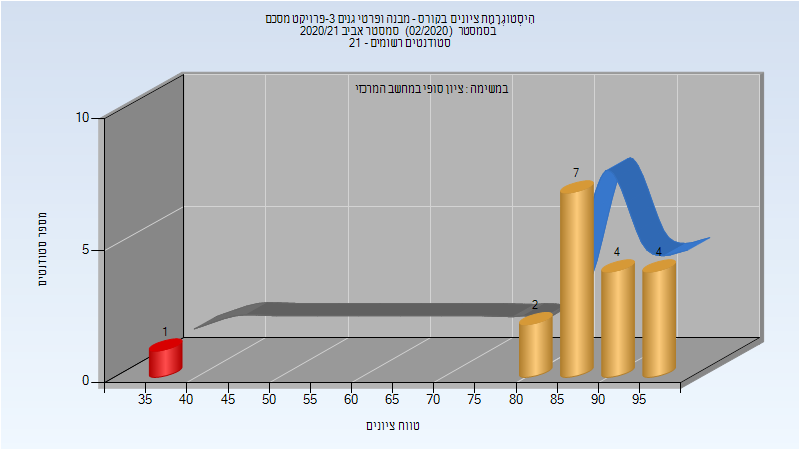 הִיסְטוֹגְרָמַת ציונים בקורס - מבנה ופרטי גנים 3-פרויקט מסכם
בסמסטר (02/2020) סמסטר אביב 2020/21
סטודנטים רשומים - 21
במשימה : ציון סופי במחשב המרכזי
מספר סטודנטים
10
5
0
1
2
7
4
4
35 40 45 50 55 60 65 70 75 80 85 90 95
טווח ציונים